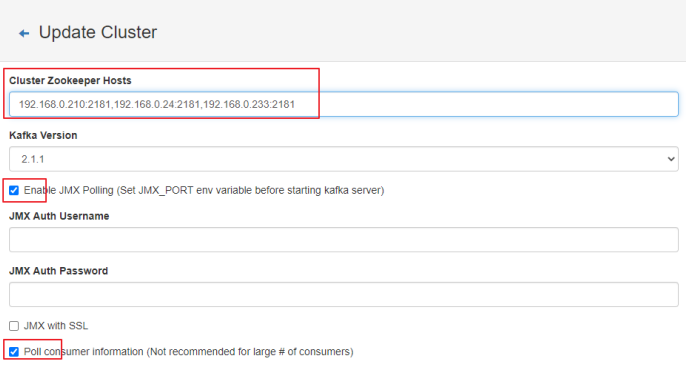 Update Cluster
Cluster Zookeeper Hosts
192.168.0.210:2181,192.168.0.24:2181,192.168.0.233:2181
Kafka Version
2.1.1
Enable JMX Polling (Set JMX_PORT env variable before starting kafka server)
JMX Auth Username
JMX Auth Password
JMX with SSL
Poll consumer information (Not recommended for large # of consumers)